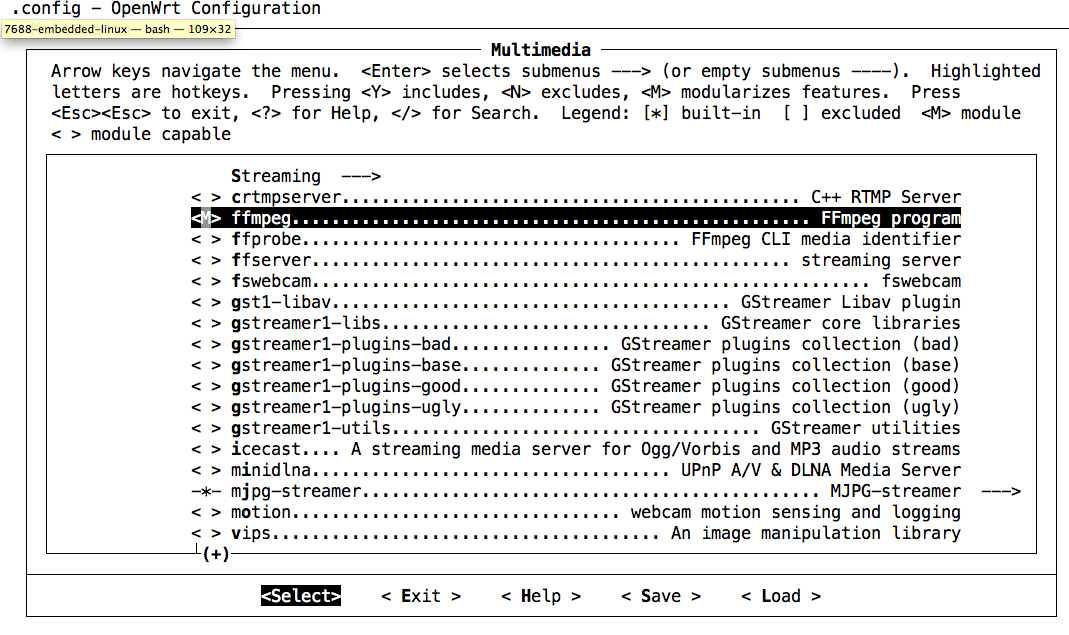 .config - OpenWrt Configuration
7688-embedded-linux — bash — 109×32
Multimedia
Arrow keys navigate the menu.  <Enter> selects submenus ---> (or empty submenus ----).  Highlighted
letters are hotkeys.  Pressing <Y> includes, <N> excludes, <M> modularizes features.  Press
<Esc><Esc> to exit, <?> for Help, </> for Search.  Legend: [*] built-in  [ ] excluded  <M> module
< > module capable
Streaming  --->
< > crtmpserver.............................................. C++ RTMP Server
<M> ffmpeg.................................................... FFmpeg program
< > ffprobe...................................... FFmpeg CLI media identifier
< > ffserver................................................ streaming server
< > fswebcam........................................................ fswebcam
< > gst1-libav........................................ GStreamer Libav plugin
< > gstreamer1-libs................................. GStreamer core libraries
< > gstreamer1-plugins-bad................ GStreamer plugins collection (bad)
< > gstreamer1-plugins-base.............. GStreamer plugins collection (base)
< > gstreamer1-plugins-good.............. GStreamer plugins collection (good)
< > gstreamer1-plugins-ugly.............. GStreamer plugins collection (ugly)
< > gstreamer1-utils..................................... GStreamer utilities
< > icecast.... A streaming media server for Ogg/Vorbis and MP3 audio streams
< > minidlna.................................... UPnP A/V & DLNA Media Server
-*- mjpg-streamer.............................................. MJPG-streamer  --->
< > motion................................. webcam motion sensing and logging
< > vips....................................... An image manipulation library
(+)
<Select>    < Exit >    < Help >    < Save >    < Load >